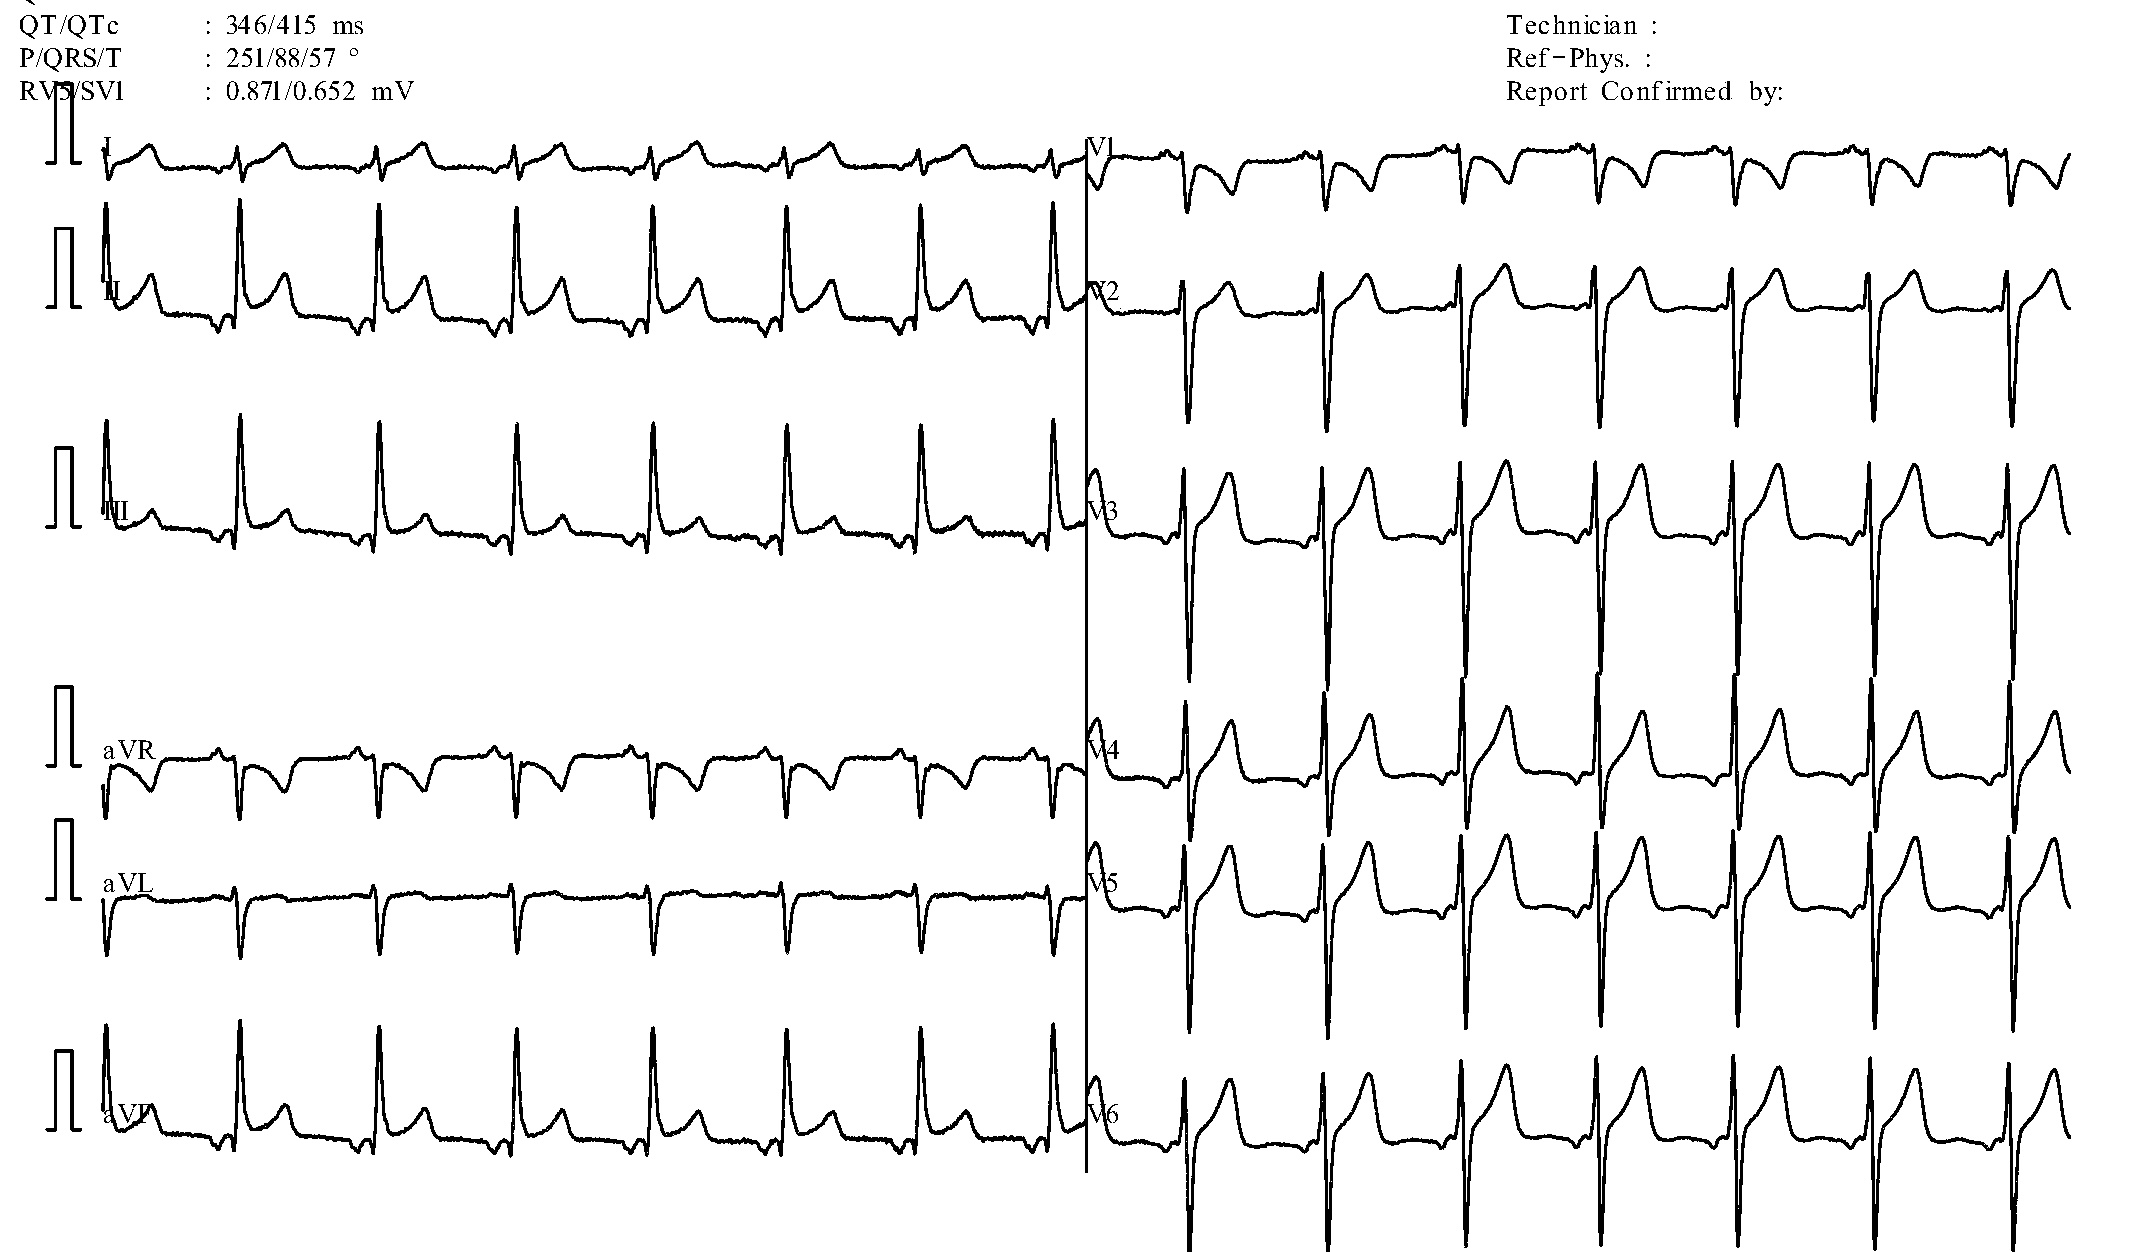 QT/QTc : 346/415 ms
P/QRS/T : 251/88/57 °
RV5/SV1 : 0.871/0.652 mV
Technician :
Ref-Phys. :
Report Confirmed by:
I
II
III
aVR
aVL
aVF
V1
V2
V3
V4
V5
V6